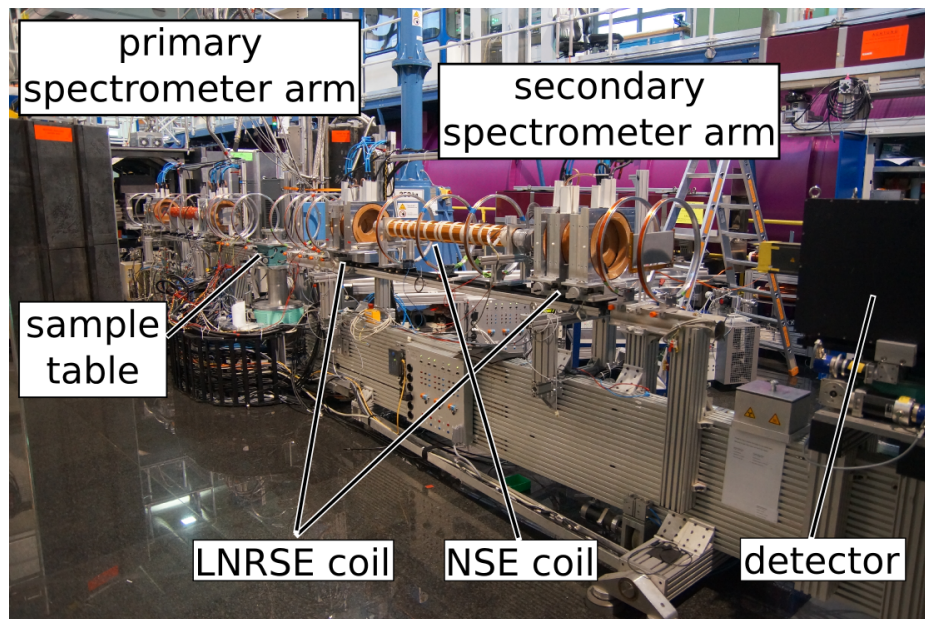 primary
spectrometer arm
secondary
spectrometer arm
sample
table
LNRSE coil
NSE coil
detector